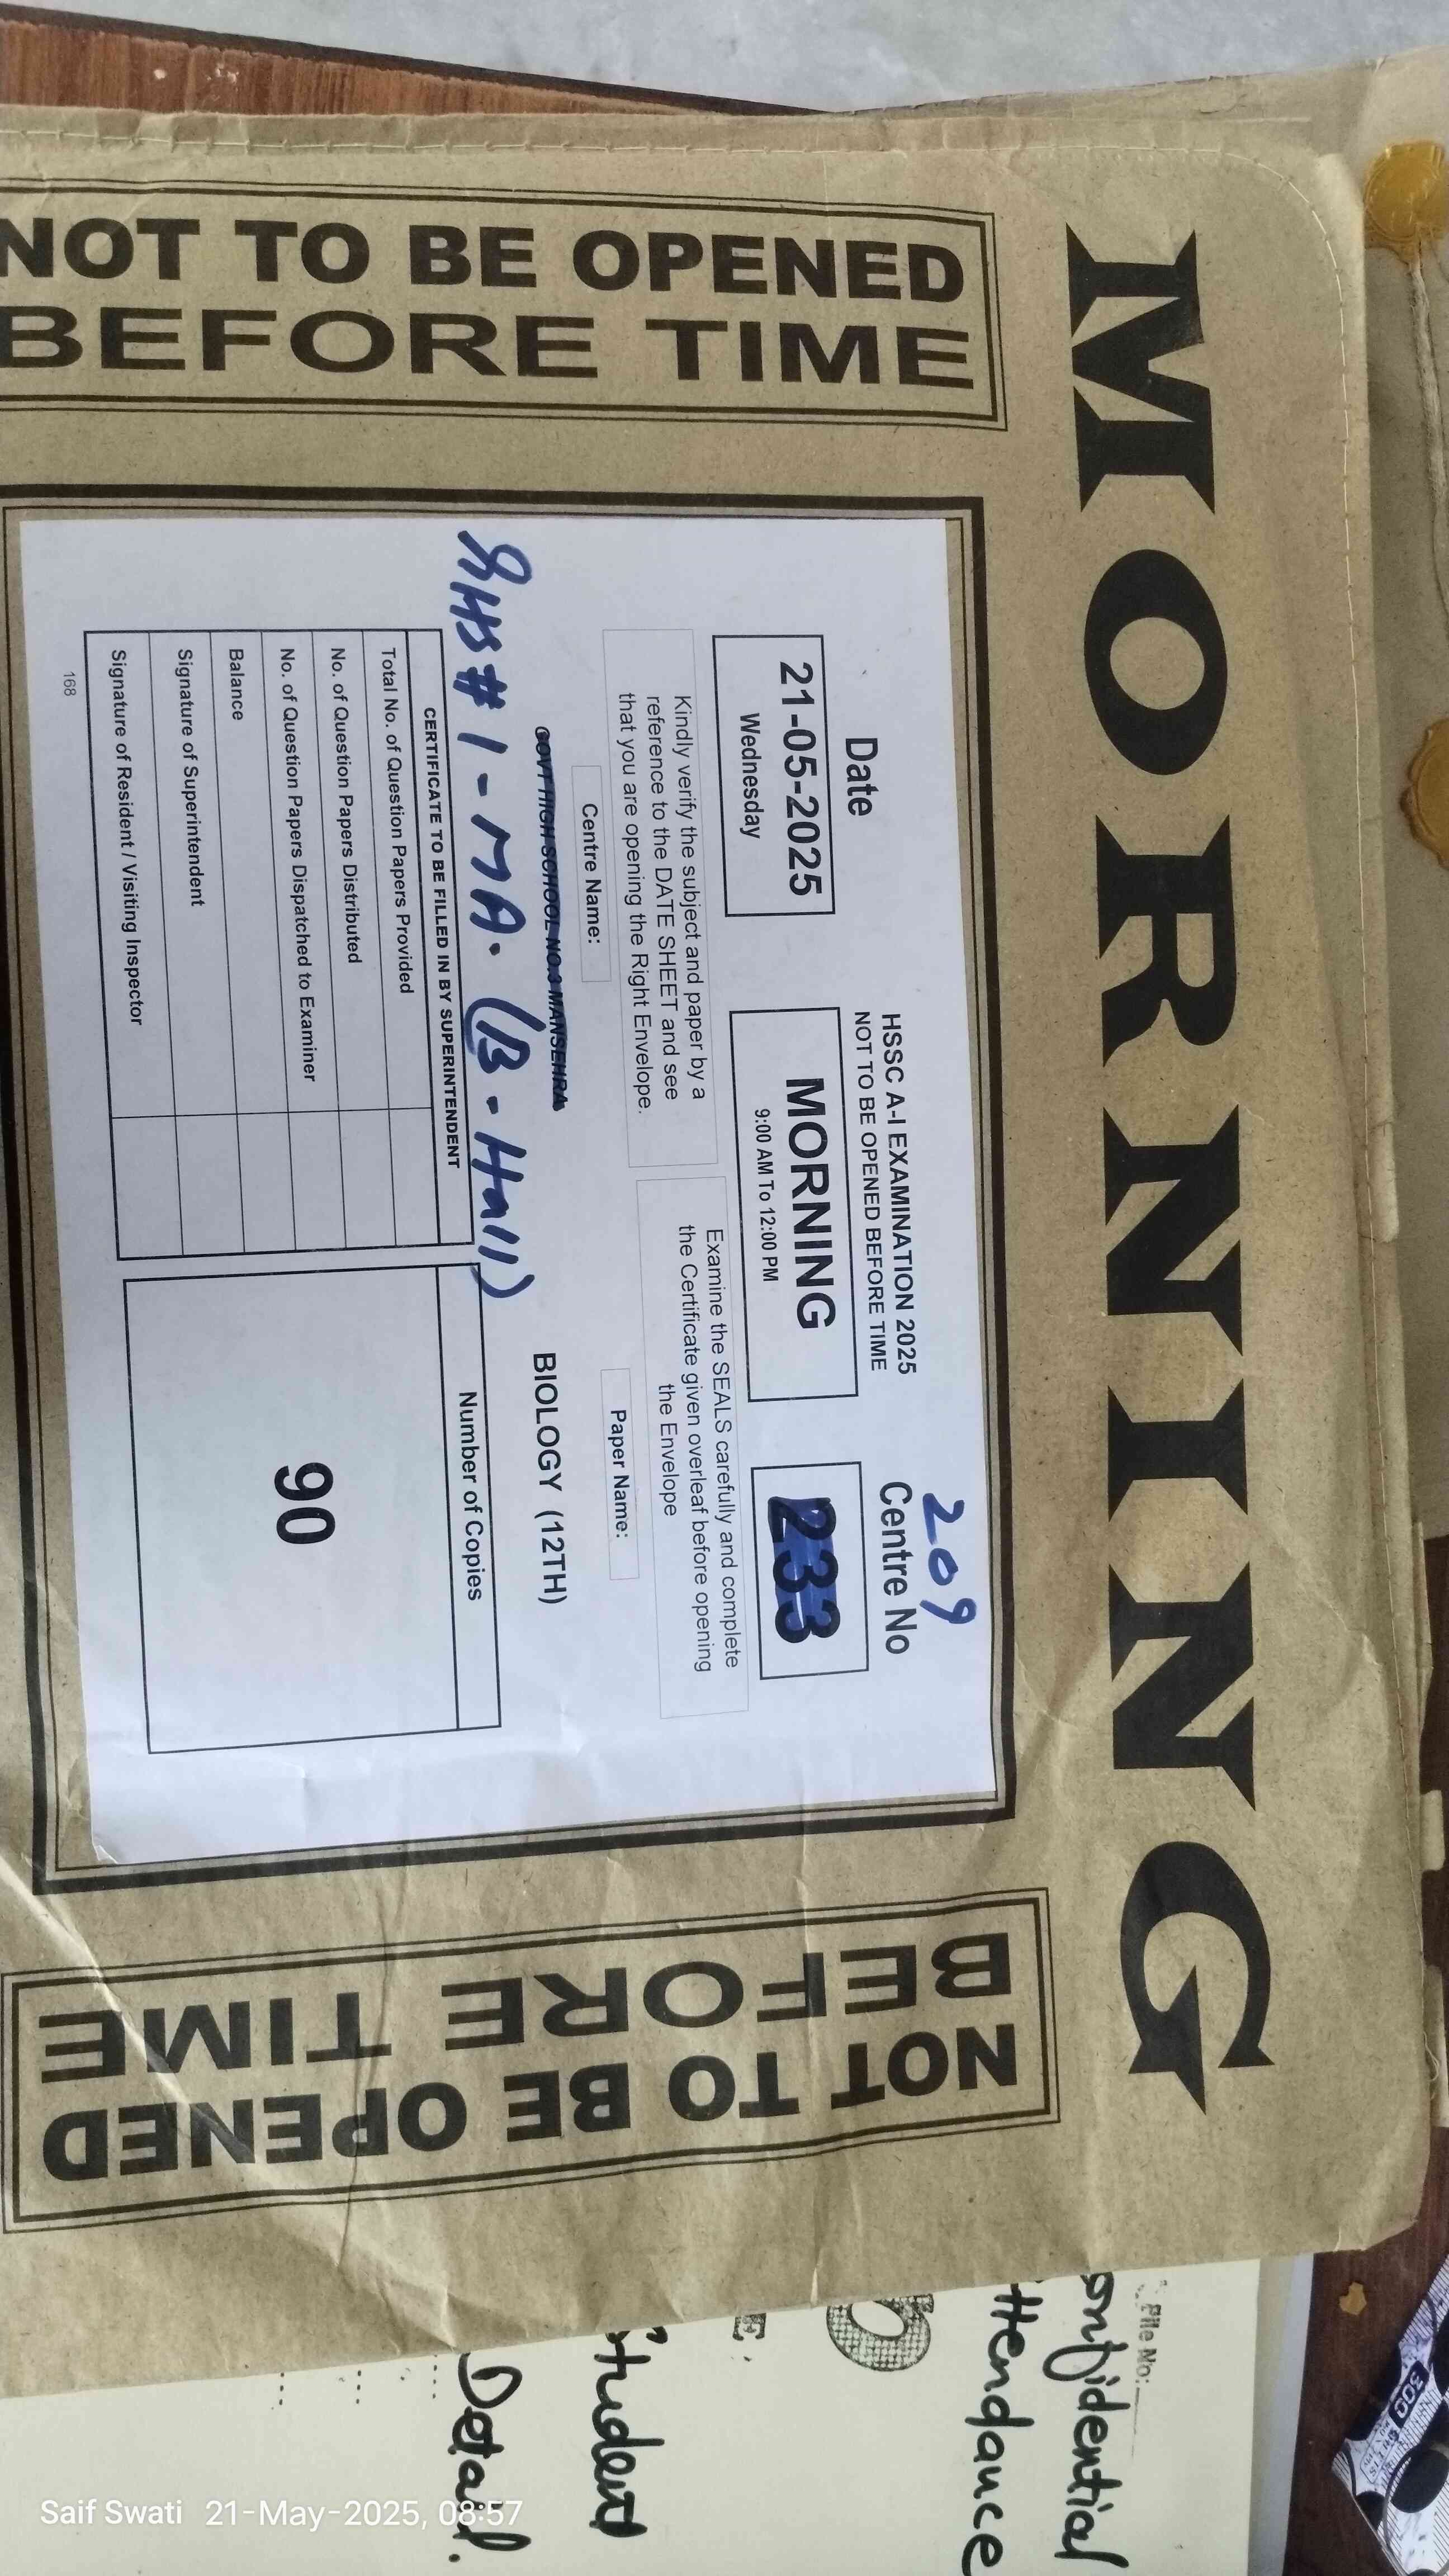 MORNING
NOT TO BE OPENED
BEFORE TIME
209
Date
21-05-2025
Wednesday
HSSC A-I EXAMINATION 2025
NOT TO BE OPENED BEFORE TIME
MORNING
9:00 AM To 12:00 PM
Centre No
233
Kindly verify the subject and paper by a
reference to the DATE SHEET and see
that you are opening the Right Envelope.
Examine the SEALS carefully and complete
the Certificate given overleaf before opening
the Envelope
Centre Name:
GOVT HIGH SCHOOL NO.3 MANSEHRA
GHS # 1 - MA. (B - Hall)
Paper Name:
BIOLOGY (12TH)
CERTIFICATE TO BE FILLED IN BY SUPERINTENDENT
Total No. of Question Papers Provided
No. of Question Papers Distributed
No. of Question Papers Dispatched to Examiner
Balance
Signature of Superintendent
Signature of Resident / Visiting Inspector
Number of Copies
90
168
NOT TO BE OPENED
BEFORE TIME
File No:
Student
Detail.
Saif Swati 21-May-2025, 08:57